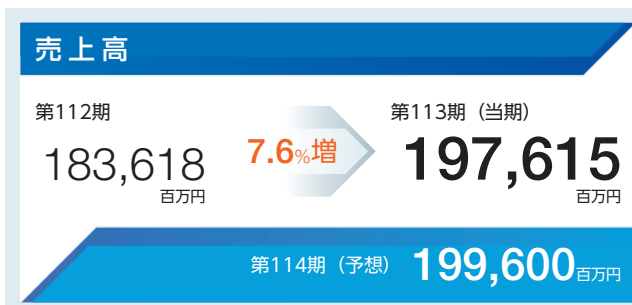 売上高
第112期
183,618
百万円
7.6%増
第113期（当期）
197,615
百万円
第114期（予想） 199,600百万円